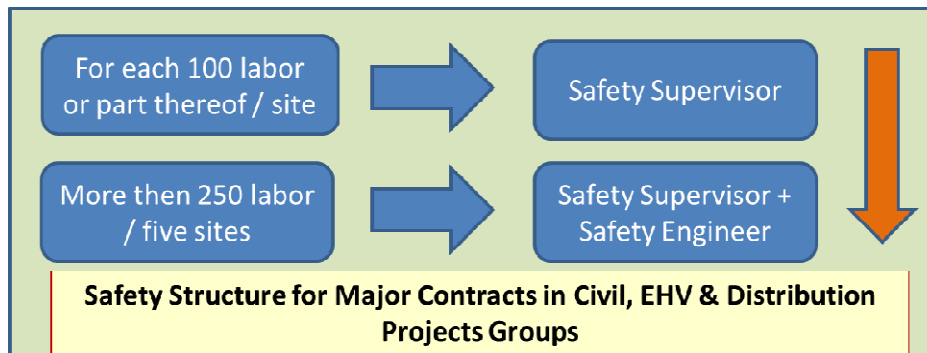 For each 100 labor
or part thereof / site
Safety Supervisor
More then 250 labor
/ five sites
Safety Supervisor +
Safety Engineer
Safety Structure for Major Contracts in Civil, EHV & Distribution
Projects Groups